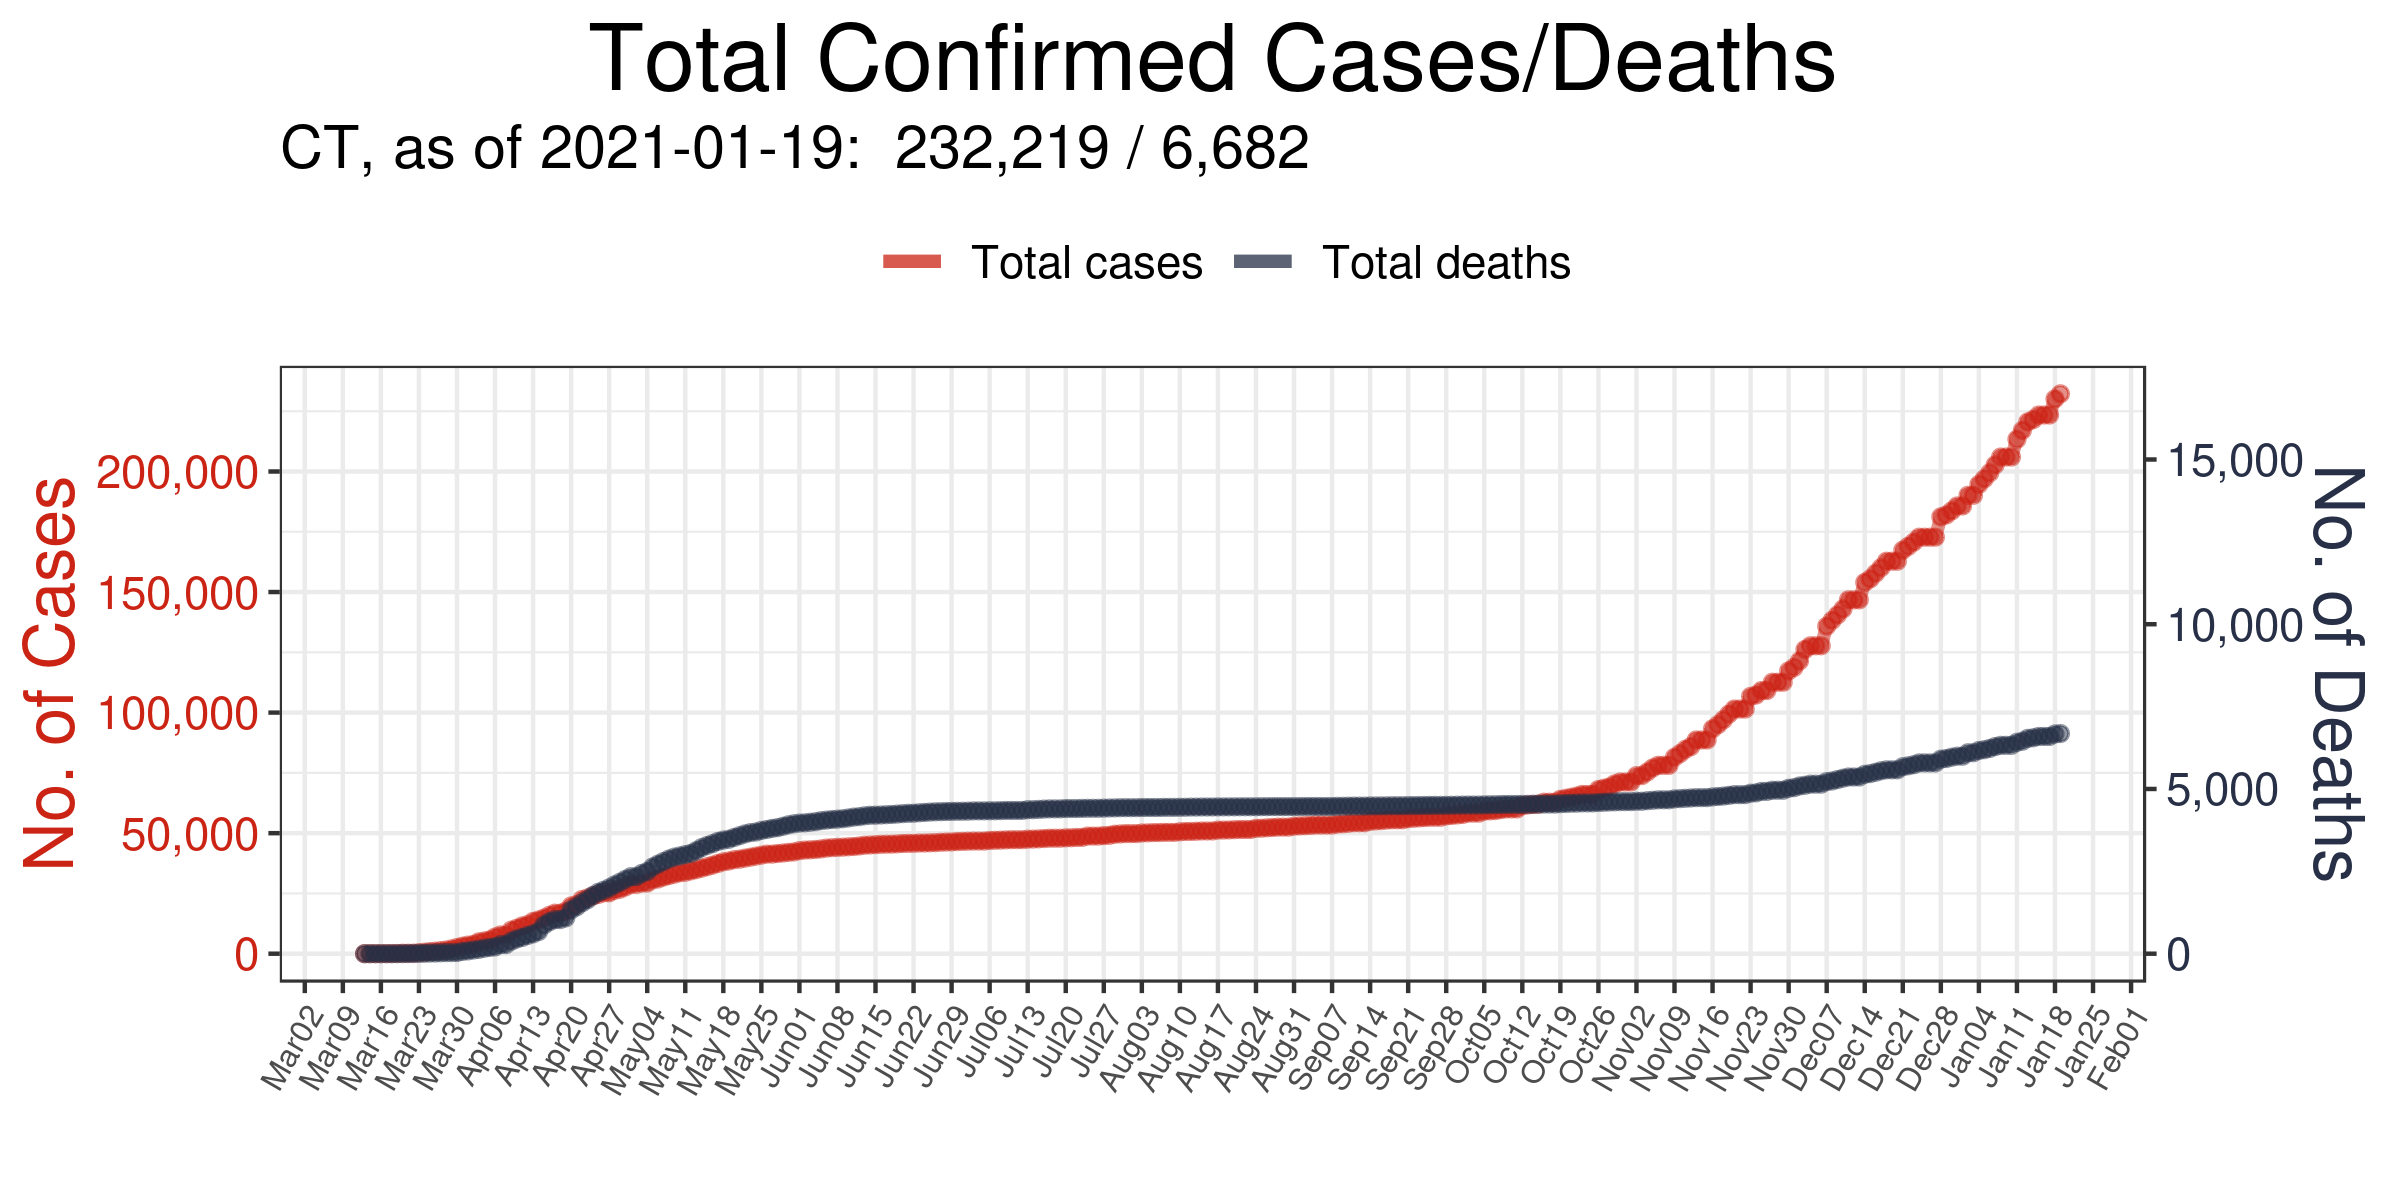 Total Confirmed Cases/Deaths
CT, as of 2021-01-19:  232,219 / 6,682
Total cases
Total deaths
No. of Cases
200,000
150,000
100,000
50,000
0
15,000
10,000
5,000
0
No. of Deaths
Mar02
Mar09
Mar16
Mar23
Mar30
Apr06
Apr13
Apr20
Apr27
May04
May11
May18
May25
Jun01
Jun08
Jun15
Jun22
Jun29
Jul06
Jul13
Jul20
Jul27
Aug03
Aug10
Aug17
Aug24
Aug31
Sep07
Sep14
Sep21
Sep28
Oct05
Oct12
Oct19
Oct26
Nov02
Nov09
Nov16
Nov23
Nov30
Dec07
Dec14
Dec21
Dec28
Jan04
Jan11
Jan18
Jan25
Feb01